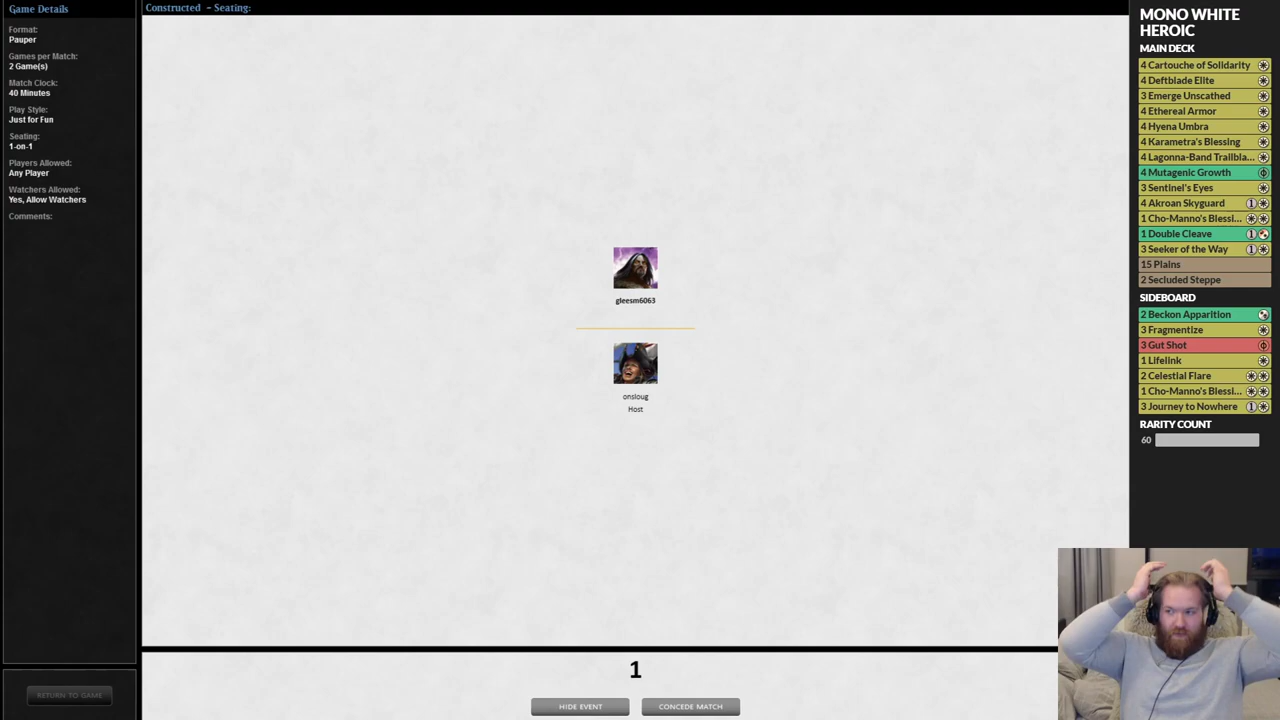 Game Details
Format:
Pauper
Games per Match:
2 Game(s)
Match Clock:
40 Minutes
Play Style:
Just for Fun
Seating:
1-on-1
Players Allowed:
Any Player
Watchers Allowed:
Yes, Allow Watchers
Comments:
RETURN TO GAME
Constructed - Seating:
gleesm6063
onsloug
Host
1
HIDE EVENT
CONCEDE MATCH
MONO WHITE
HEROIC
MAIN DECK
4 Cartouche of Solidarity
4 Deftblade Elite
3 Emerge Unscathed
4 Ethereal Armor
4 Hyena Umbra
4 Karametra's Blessing
4 Lagonna-Band Trailbla...
4 Mutagenic Growth
3 Sentinel's Eyes
4 Akroan Skyguard 1
1 Cho-Manno's Blessi...
1 Double Cleave 1
3 Seeker of the Way 1
15 Plains
2 Secluded Steppe
SIDEBOARD
2 Beckon Apparition
3 Fragmentize
3 Gut Shot
1 Lifelink
2 Celestial Flare
1 Cho-Manno's Blessi...
3 Journey to Nowhere 1
RARITY COUNT
60